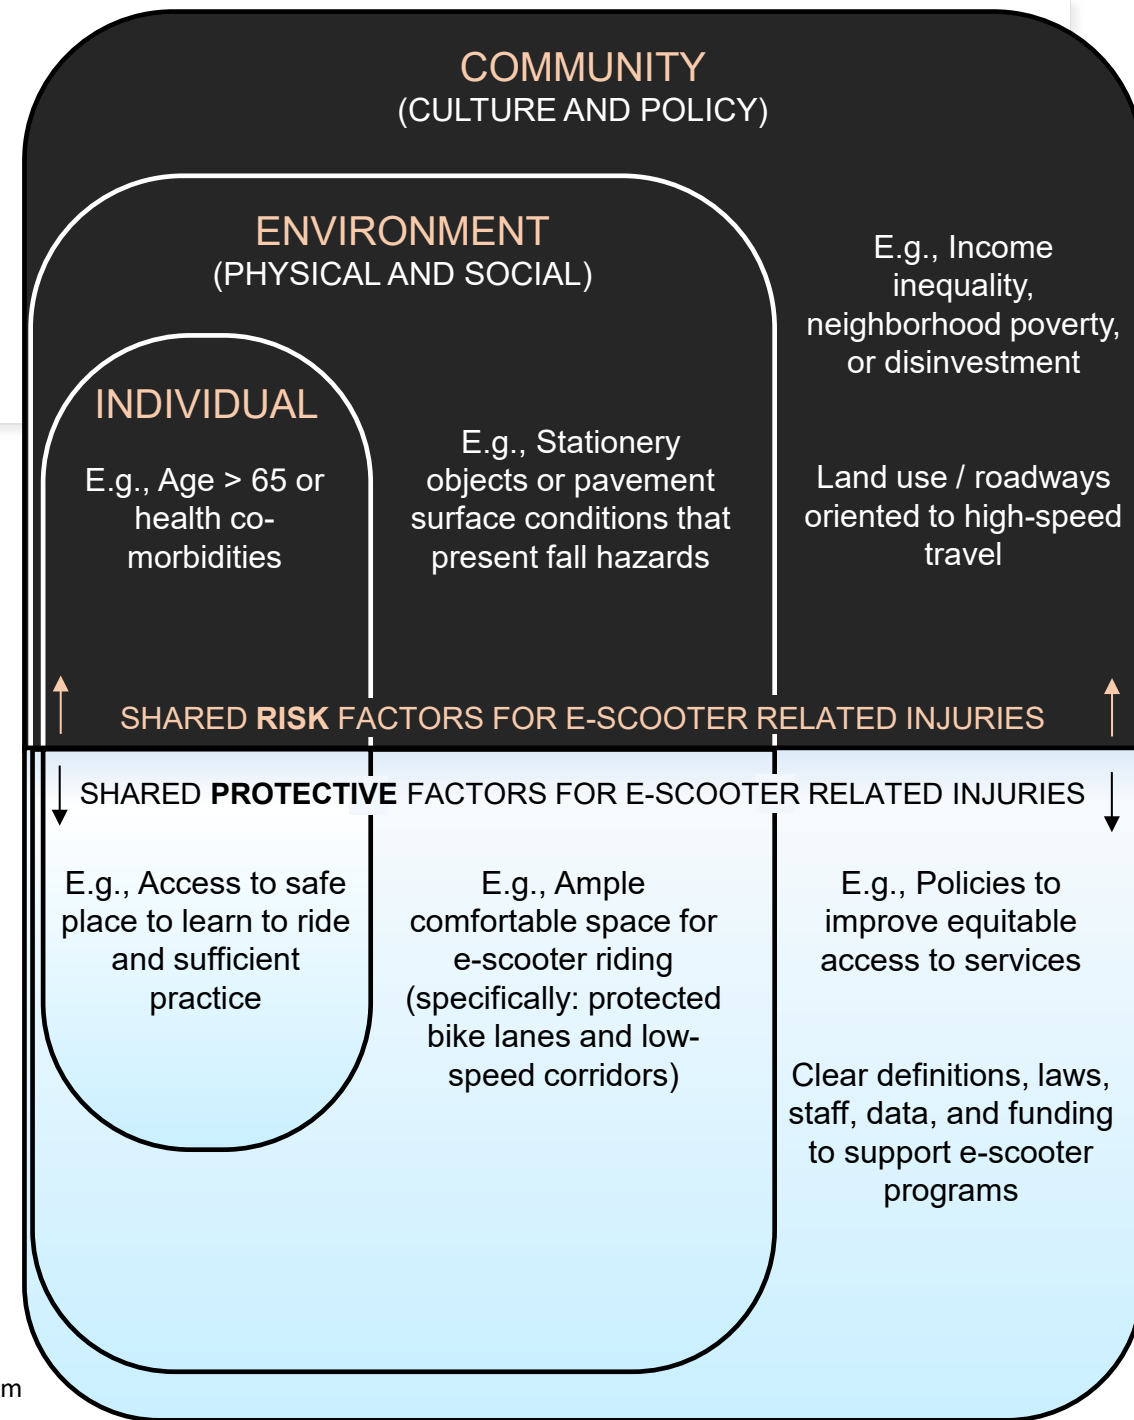 COMMUNITY
(CULTURE AND POLICY)
ENVIRONMENT
(PHYSICAL AND SOCIAL)
INDIVIDUAL
E.g., Age > 65 or
health co-
morbidities
E.g., Stationery
objects or pavement
surface conditions that
present fall hazards
E.g., Income
inequality,
neighborhood poverty,
or disinvestment
Land use / roadways
oriented to high-speed
travel
SHARED RISK FACTORS FOR E-SCOOTER RELATED INJURIES
SHARED PROTECTIVE FACTORS FOR E-SCOOTER RELATED INJURIES
E.g., Access to safe
place to learn to ride
and sufficient
practice
E.g., Ample
comfortable space for
e-scooter riding
(specifically: protected
bike lanes and low-
speed corridors)
E.g., Policies to
improve equitable
access to services
Clear definitions, laws,
staff, data, and funding
to support e-scooter
programs